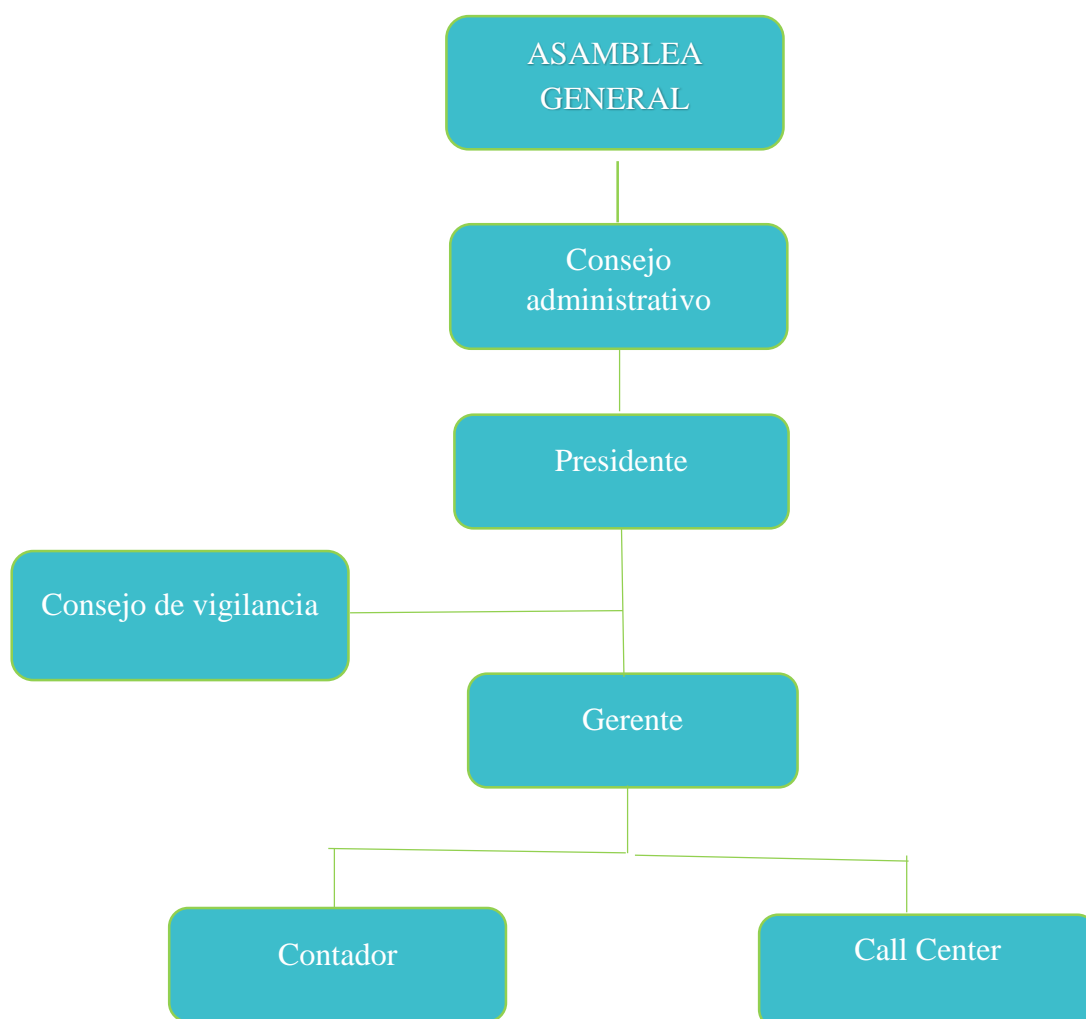 ASAMBLEA
GENERAL
Consejo
administrativo
Presidente
Consejo de vigilancia
Gerente
Contador
Call Center